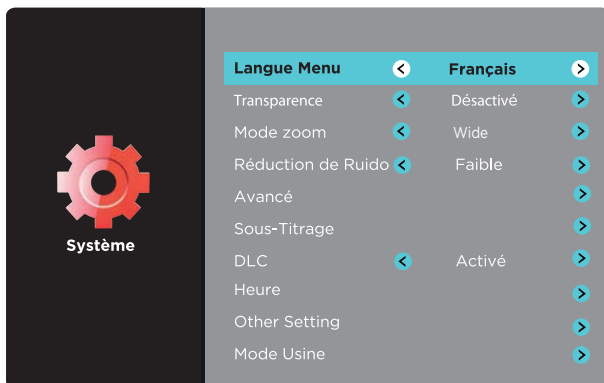 Langue Menu < Français >
Transparence < Désactivé >
Mode zoom < Wide >
Réduction de Ruido < Faible >
Avancé >
Sous-Titrage >
DLC < Activé >
Heure >
Other Setting >
Mode Usine >
Système